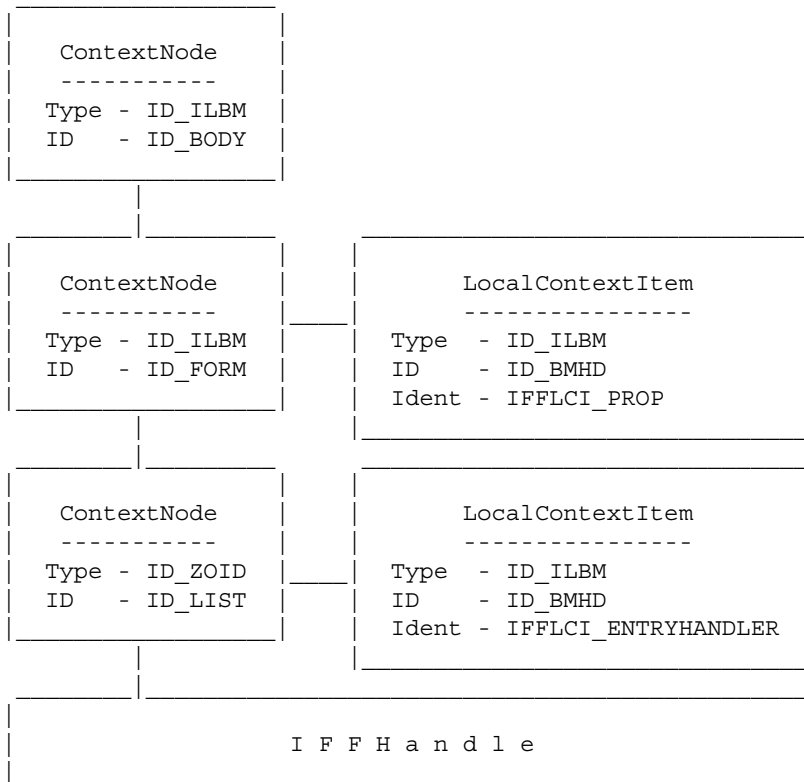 ContextNode
-----------
Type - ID_ILBM
ID - ID_BODY
ContextNode LocalContextItem
----------- ----------------
Type - ID_ILBM Type - ID_ILBM
ID - ID_FORM ID - ID_BMHD
Ident - IFFLCI_PROP
ContextNode LocalContextItem
----------- ----------------
Type - ID_ZOID Type - ID_ILBM
ID - ID_LIST ID - ID_BMHD
Ident - IFFLCI_ENTRYHANDLER
I F F H a n d l e